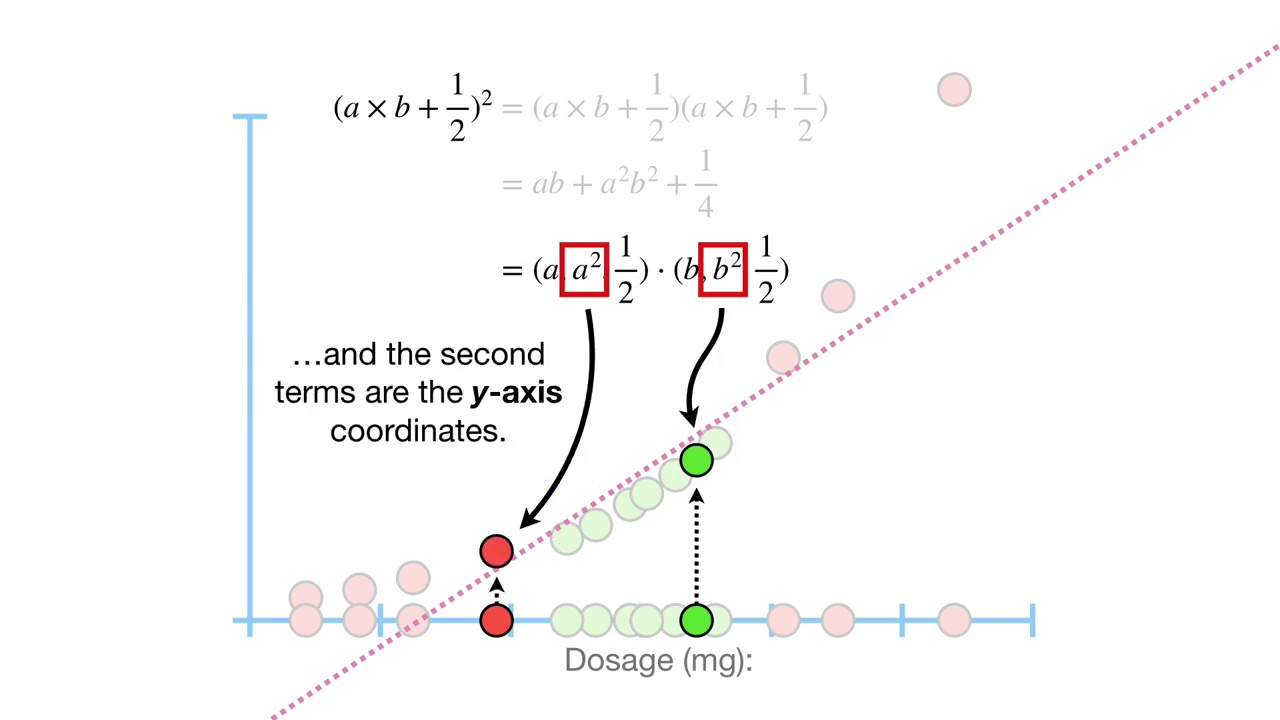 (a × b + 1/2)² = (a × b + 1/2)(a × b + 1/2)
= ab + a²b² + 1/4
= (a, a², 1/2) · (b, b², 1/2)
…and the second
terms are the y-axis
coordinates.
Dosage (mg):